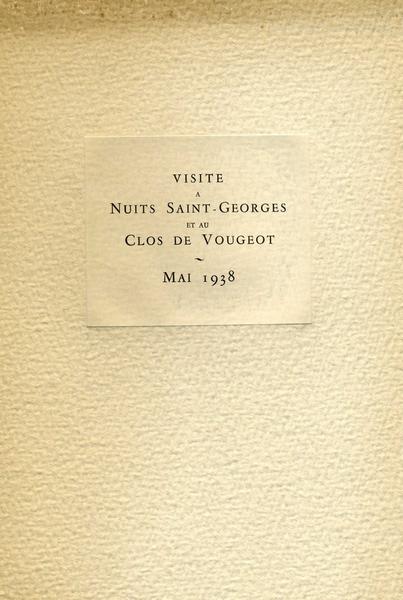 VISITE
A
NUITS SAINT-GEORGES
ET AU
CLOS DE VOUGEOT
~
MAI 1938